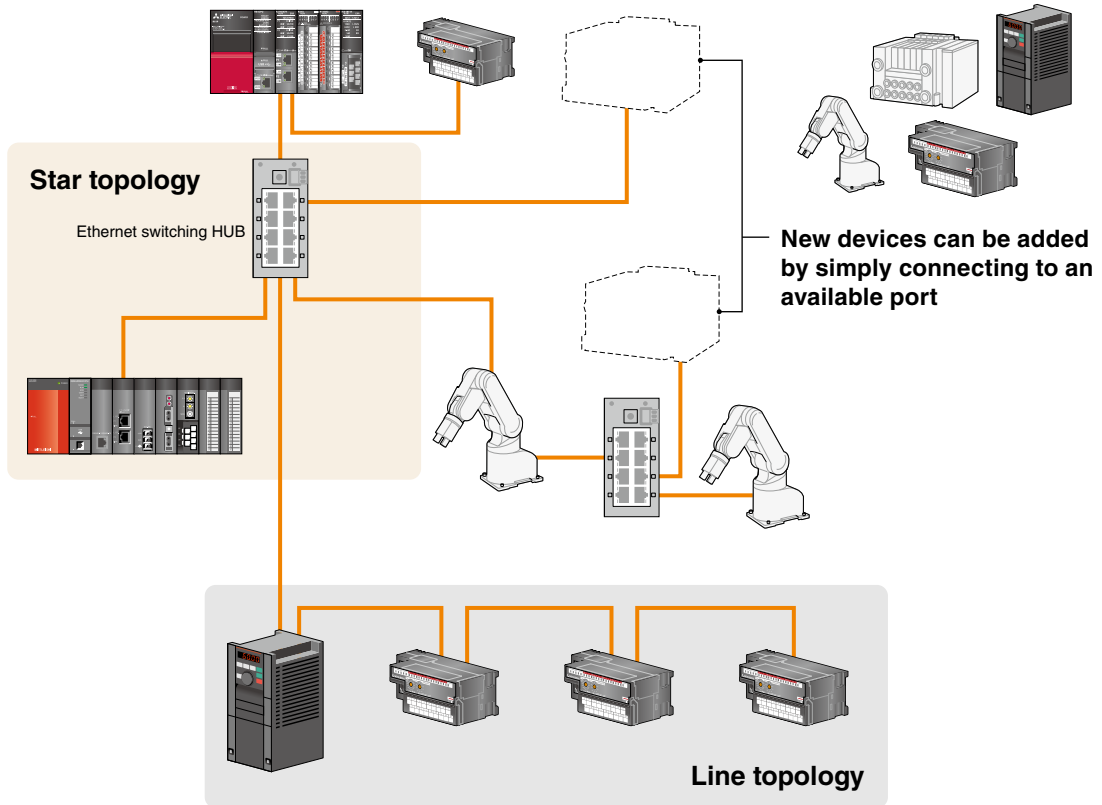 Star topology
Ethernet switching HUB
New devices can be added
by simply connecting to an
available port
Line topology